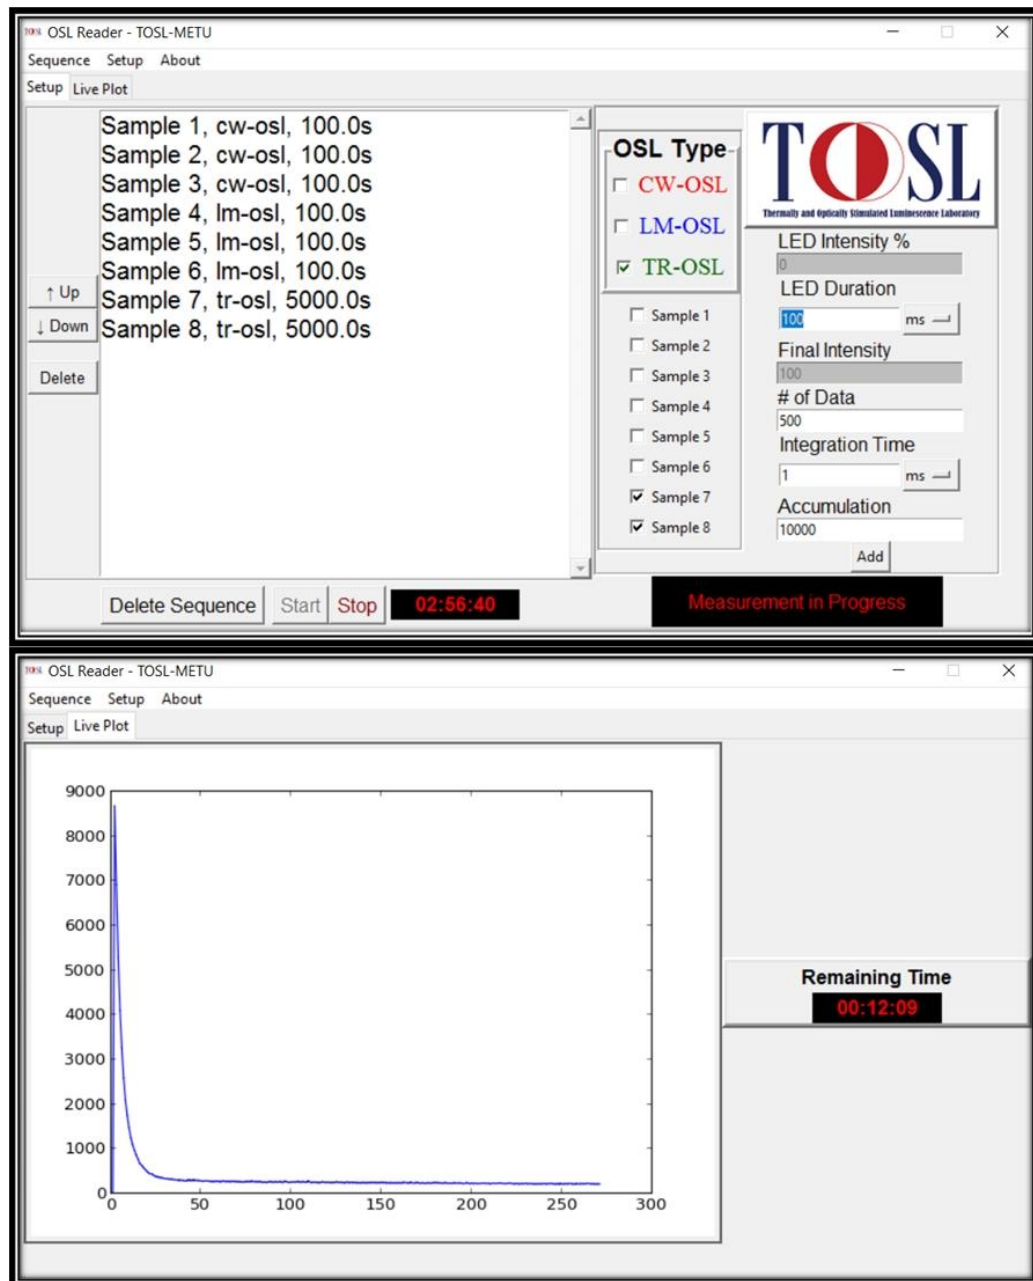 TOSL OSL Reader - TOSL-METU
Sequence Setup About
Setup Live Plot
Sample 1, cw-osl, 100.0s
Sample 2, cw-osl, 100.0s
Sample 3, cw-osl, 100.0s
Sample 4, lm-osl, 100.0s
Sample 5, lm-osl, 100.0s
Sample 6, lm-osl, 100.0s
Sample 7, tr-osl, 5000.0s
Sample 8, tr-osl, 5000.0s
↑ Up
↓ Down
Delete
OSL Type
CW-OSL
LM-OSL
TR-OSL
Sample 1
Sample 2
Sample 3
Sample 4
Sample 5
Sample 6
Sample 7
Sample 8
TOSL
Thermally and Optically Stimulated Luminescence Laboratory
LED Intensity %
0
LED Duration
100 ms
Final Intensity
100
# of Data
500
Integration Time
1 ms
Accumulation
10000
Add
Delete Sequence Start Stop 02:56:40 Measurement in Progress
TOSL OSL Reader - TOSL-METU
Sequence Setup About
Setup Live Plot
9000
8000
7000
6000
5000
4000
3000
2000
1000
0
0 50 100 150 200 250 300
Remaining Time
00:12:09